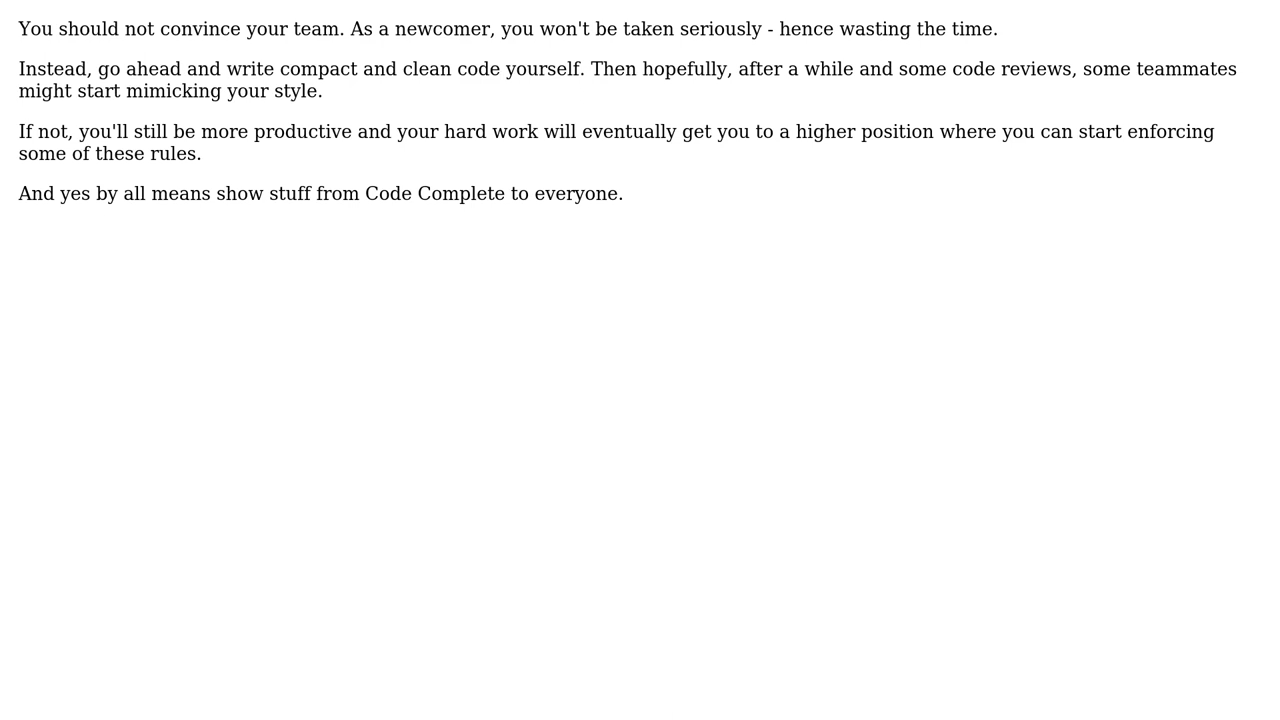 You should not convince your team. As a newcomer, you won't be taken seriously - hence wasting the time.
Instead, go ahead and write compact and clean code yourself. Then hopefully, after a while and some code reviews, some teammates
might start mimicking your style.
If not, you'll still be more productive and your hard work will eventually get you to a higher position where you can start enforcing
some of these rules.
And yes by all means show stuff from Code Complete to everyone.